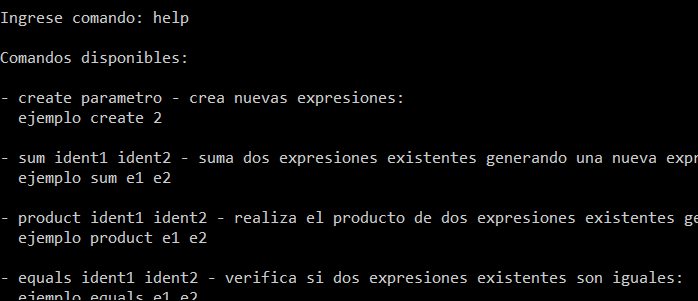 Ingrese comando: help
Comandos disponibles:
- create parametro - crea nuevas expresiones:
ejemplo create 2
- sum ident1 ident2 - suma dos expresiones existentes generando una nueva expr
ejemplo sum e1 e2
- product ident1 ident2 - realiza el producto de dos expresiones existentes ge
ejemplo product e1 e2
- equals ident1 ident2 - verifica si dos expresiones existentes son iguales:
ejemplo equals e1 e2